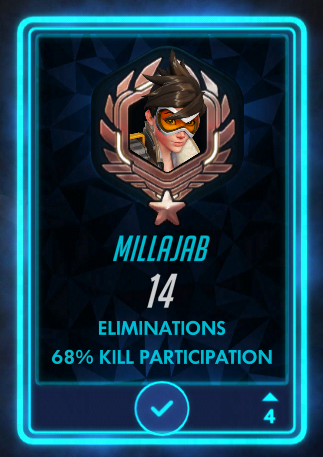 MILLAJAB
14
ELIMINATIONS
68% KILL PARTICIPATION
4